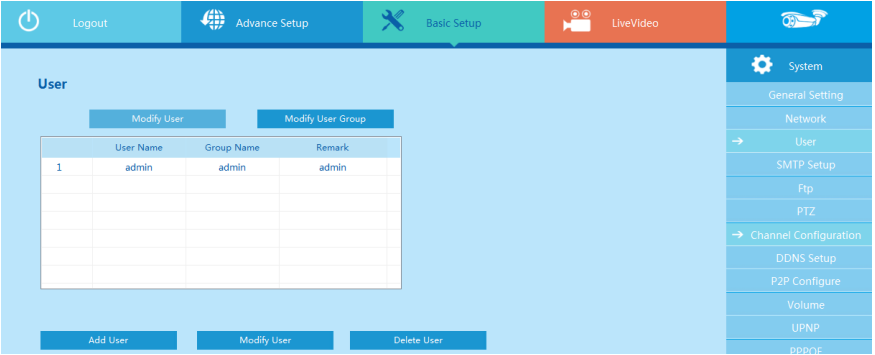 Logout
Advance Setup
Basic Setup
LiveVideo
System
User
Modify User
Modify User Group
User Name Group Name Remark
1 admin admin admin
Add User
Modify User
Delete User
General Setting
Network
User
SMTP Setup
Ftp
PTZ
Channel Configuration
DDNS Setup
P2P Configure
Volume
UPNP
PPPOE